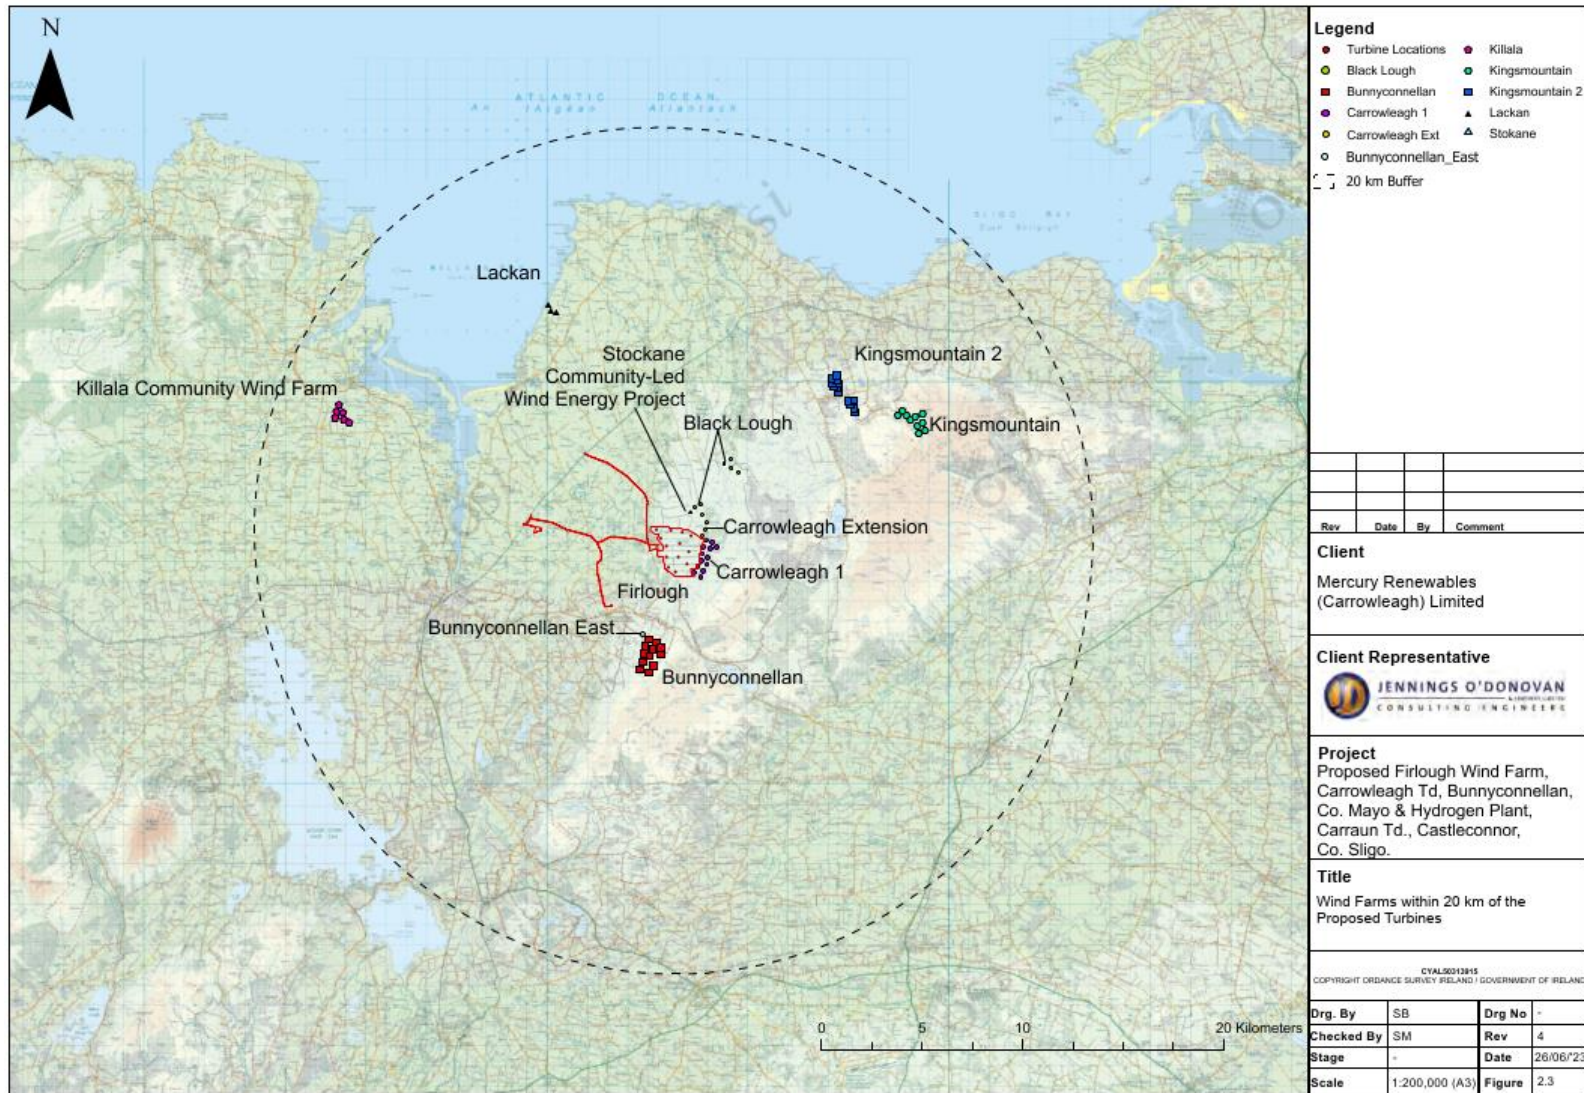 N
ATLANTIC OCEAN
Lackan
Stockane
Community-Led
Wind Energy Project
Kingsmountain 2
Killala Community Wind Farm
Black Lough
Kingsmountain
Carrowleagh Extension
Carrowleagh 1
Firlough
Bunnyconnellan East
Bunnyconnellan
0 5 10 20 Kilometers
Legend
Turbine Locations
Black Lough
Bunnyconnellan
Carrowleagh 1
Carrowleagh Ext
Bunnyconnellan_East
20 km Buffer
Killala
Kingsmountain
Kingsmountain 2
Lackan
Stokane
Rev Date By Comment
Client
Mercury Renewables
(Carrowleagh) Limited
Client Representative
JENNINGS O'DONOVAN
CONSULTING ENGINEERS
Project
Proposed Firlough Wind Farm,
Carrowleagh Td, Bunnyconnellan,
Co. Mayo & Hydrogen Plant,
Carraun Td., Castleconnor,
Co. Sligo.
Title
Wind Farms within 20 km of the
Proposed Turbines
COPYRIGHT ORDANCE SURVEY IRELAND / GOVERNMENT OF IRELAND
Drg. By SB Drg No -
Checked By SM Rev 4
Stage - Date 26/06/'23
Scale 1:200,000 (A3) Figure 2.3